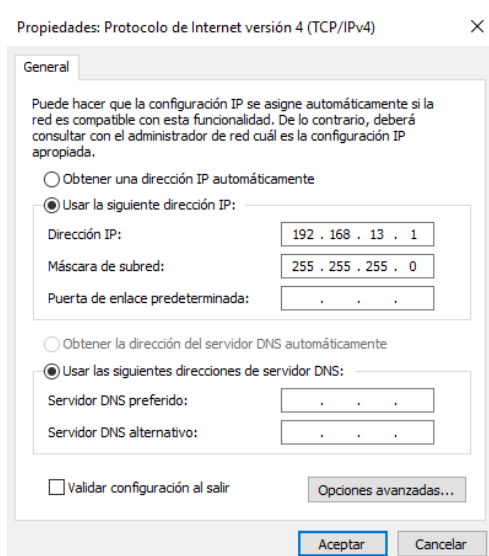 Propiedades: Protocolo de Internet versión 4 (TCP/IPv4)
General
Puede hacer que la configuración IP se asigne automáticamente si la
red es compatible con esta funcionalidad. De lo contrario, deberá
consultar con el administrador de red cuál es la configuración IP
apropiada.
Obtener una dirección IP automáticamente
Usar la siguiente dirección IP:
Dirección IP: 192 . 168 . 13 . 1
Máscara de subred: 255 . 255 . 255 . 0
Puerta de enlace predeterminada: . . .
Obtener la dirección del servidor DNS automáticamente
Usar las siguientes direcciones de servidor DNS:
Servidor DNS preferido: . . .
Servidor DNS alternativo: . . .
Validar configuración al salir
Opciones avanzadas...
Aceptar Cancelar